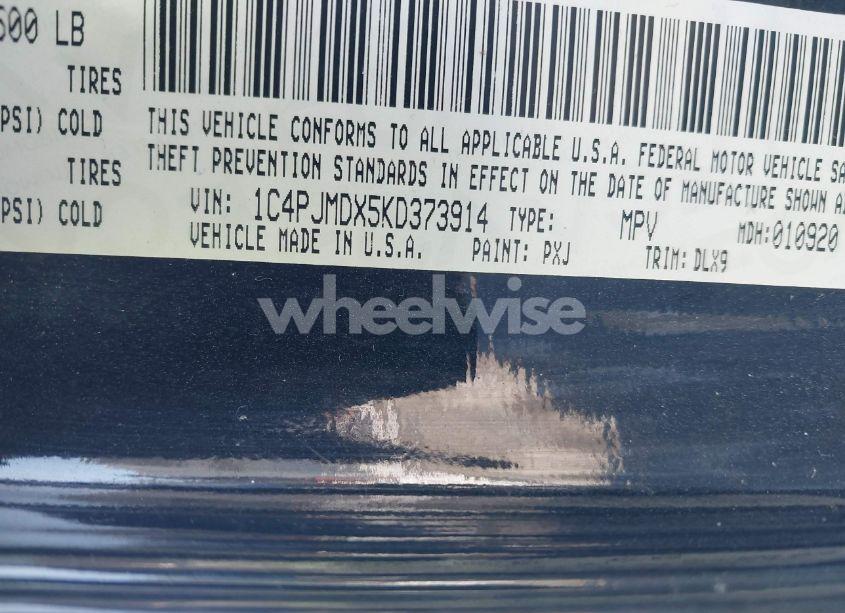 500 LB
TIRES
PSI) COLD
TIRES
PSI) COLD
THIS VEHICLE CONFORMS TO ALL APPLICABLE U.S.A. FEDERAL MOTOR VEHICLE SA
THEFT PREVENTION STANDARDS IN EFFECT ON THE DATE OF MANUFACTURE SHOWN A
VIN: 1C4PJMDX5KD373914 TYPE: MPV MDH:010920
VEHICLE MADE IN U.S.A. PAINT: PXJ TRIM: DLX9
wheelwise